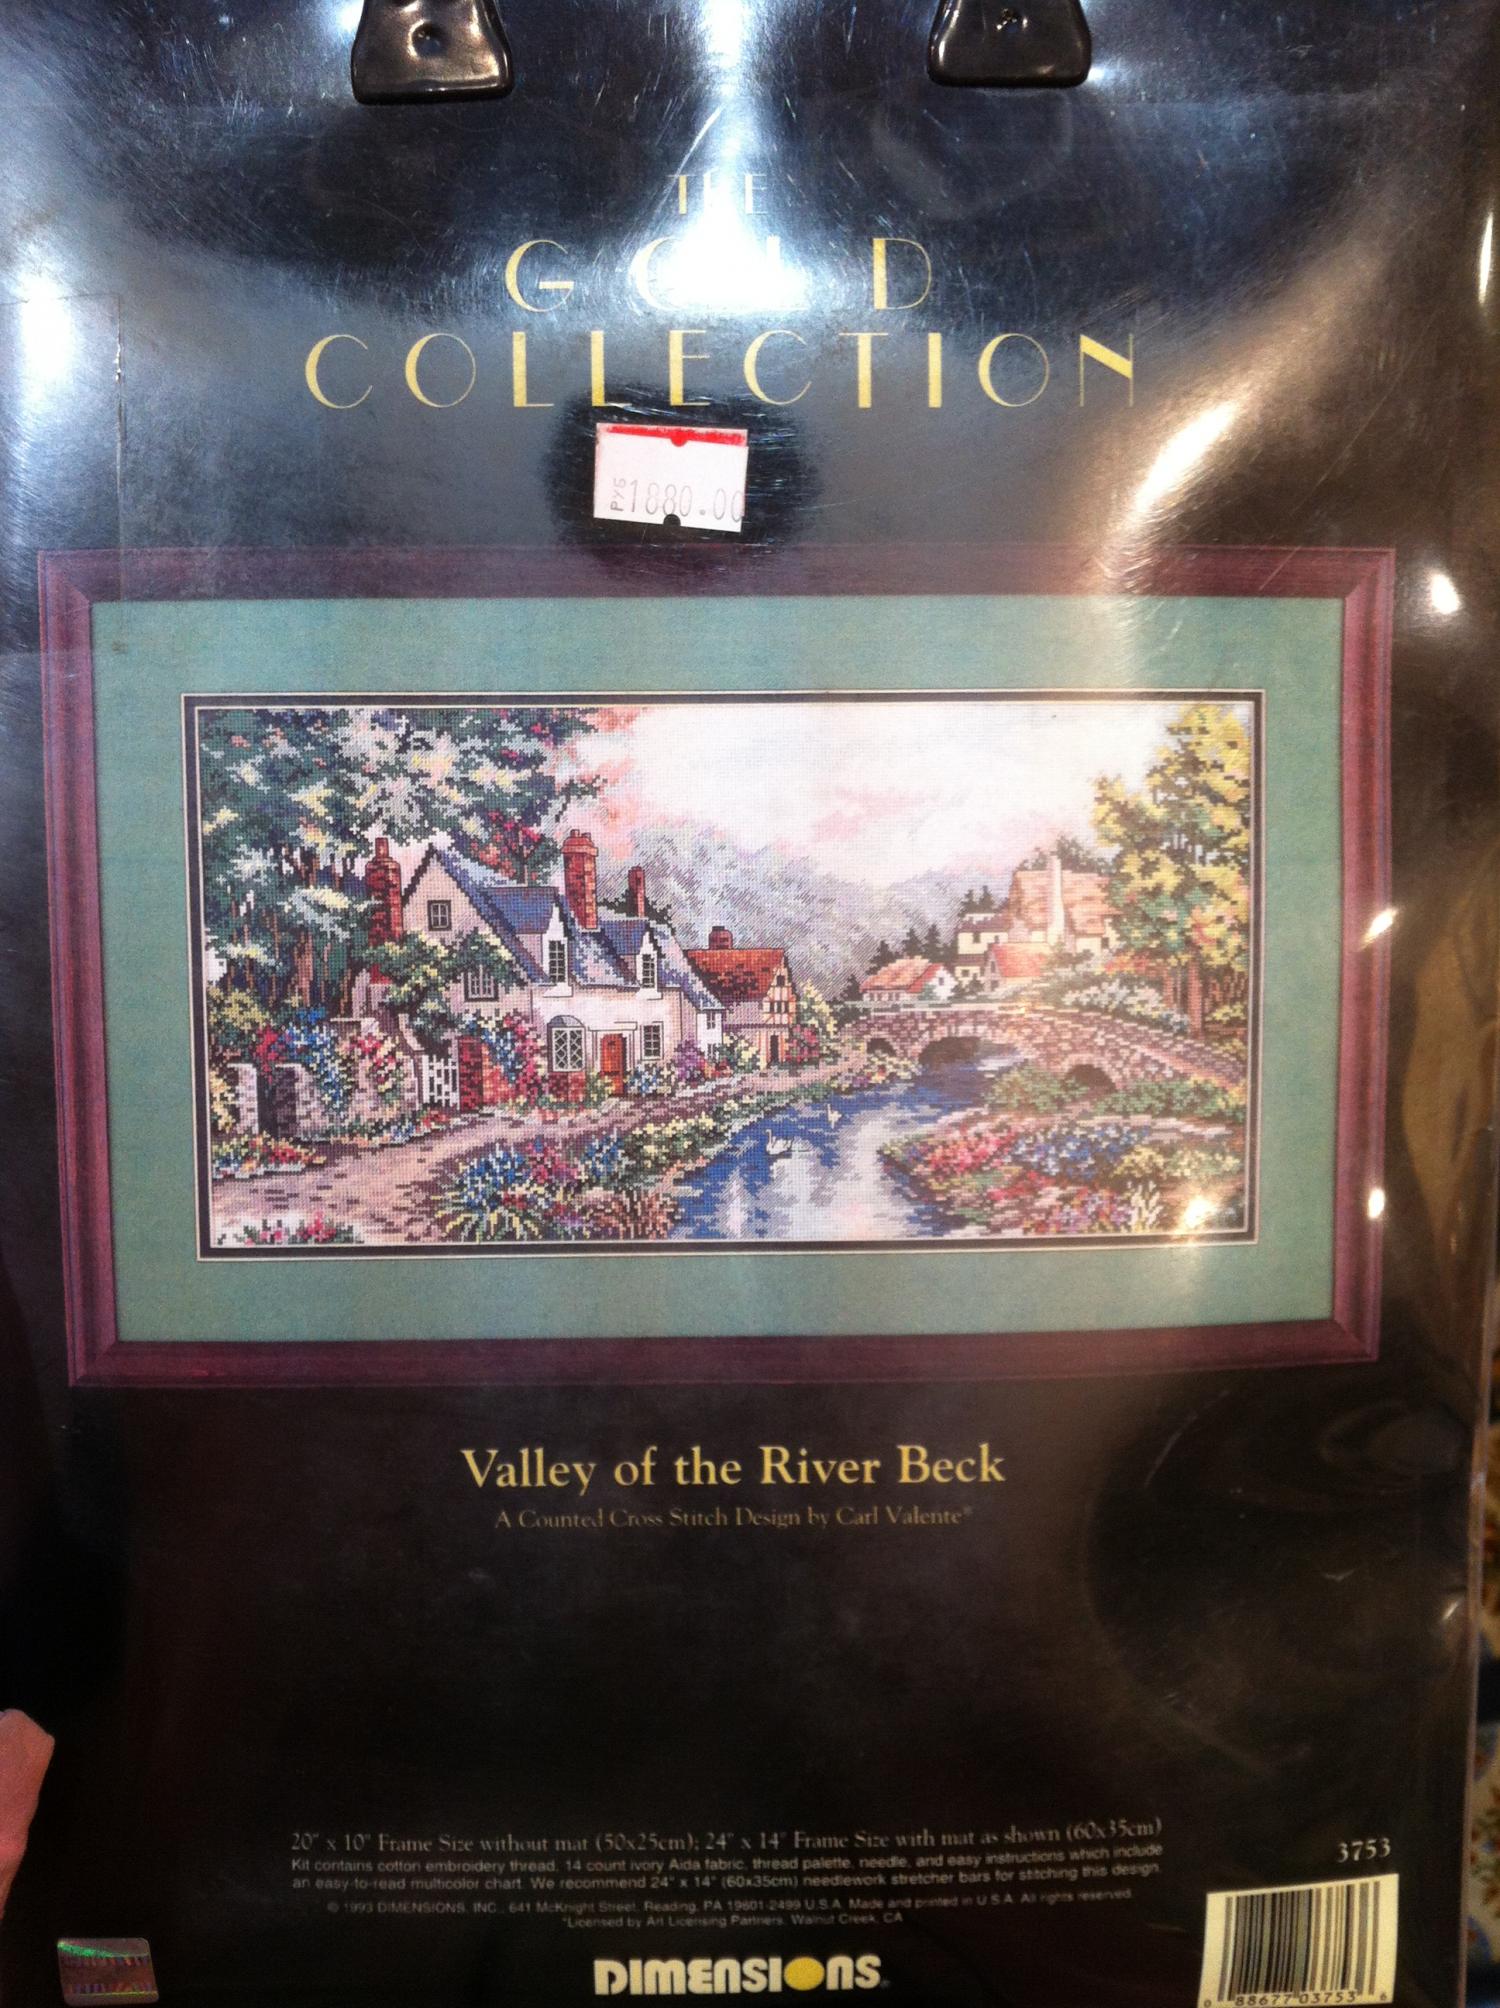 THE
GOLD
COLLECTION
РУБ 1880.00
Valley of the River Beck
A Counted Cross Stitch Design by Carl Valente*
20" x 10" Frame Size without mat (50x25cm); 24" x 14" Frame Size with mat as shown (60x35cm)
Kit contains cotton embroidery thread, 14 count ivory Aida fabric, thread palette, needle, and easy instructions which include
an easy-to-read multicolor chart. We recommend 24" x 14" (60x35cm) needlework stretcher bars for stitching this design.
© 1993 DIMENSIONS, INC., 641 McKnight Street, Reading, PA 19601-2499 U.S.A. Made and printed in U.S.A. All rights reserved.
*Licensed by Art Licensing Partners, Walnut Creek, CA
3753
DIMENSIONS
0 88677 03753 6